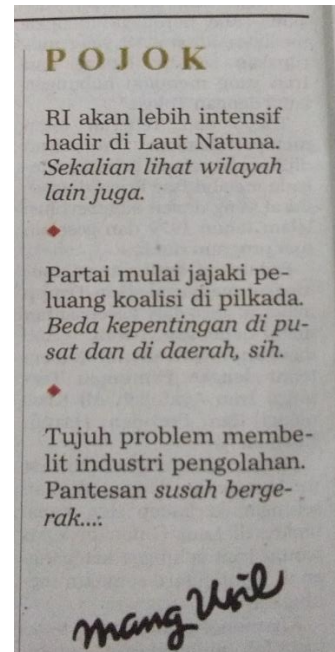 POJOK
RI akan lebih intensif
hadir di Laut Natuna.
Sekalian lihat wilayah
lain juga.
Partai mulai jajaki pe-
luang koalisi di pilkada.
Beda kepentingan di pu-
sat dan di daerah, sih.
Tujuh problem membe-
lit industri pengolahan.
Pantesan susah berge-
rak...:
mang Usil